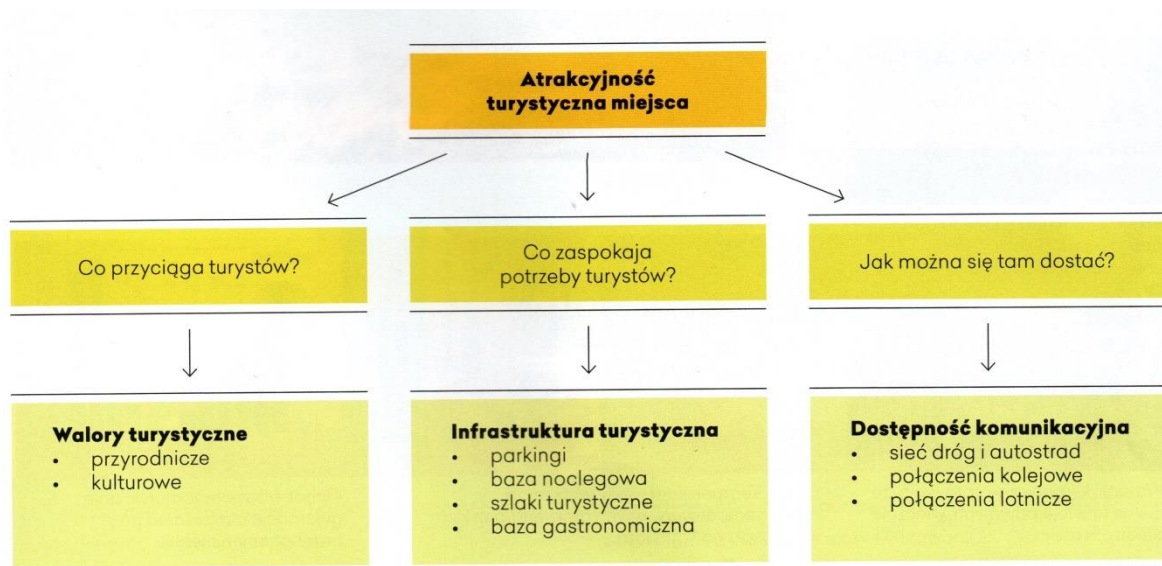 Atrakcyjność
turystyczna miejsca
Co przyciąga turystów?
Co zaspokaja
potrzeby turystów?
Jak można się tam dostać?
Walory turystyczne
• przyrodnicze
• kulturowe
Infrastruktura turystyczna
• parkingi
• baza noclegowa
• szlaki turystyczne
• baza gastronomiczna
Dostępność komunikacyjna
• sieć dróg i autostrad
• połączenia kolejowe
• połączenia lotnicze